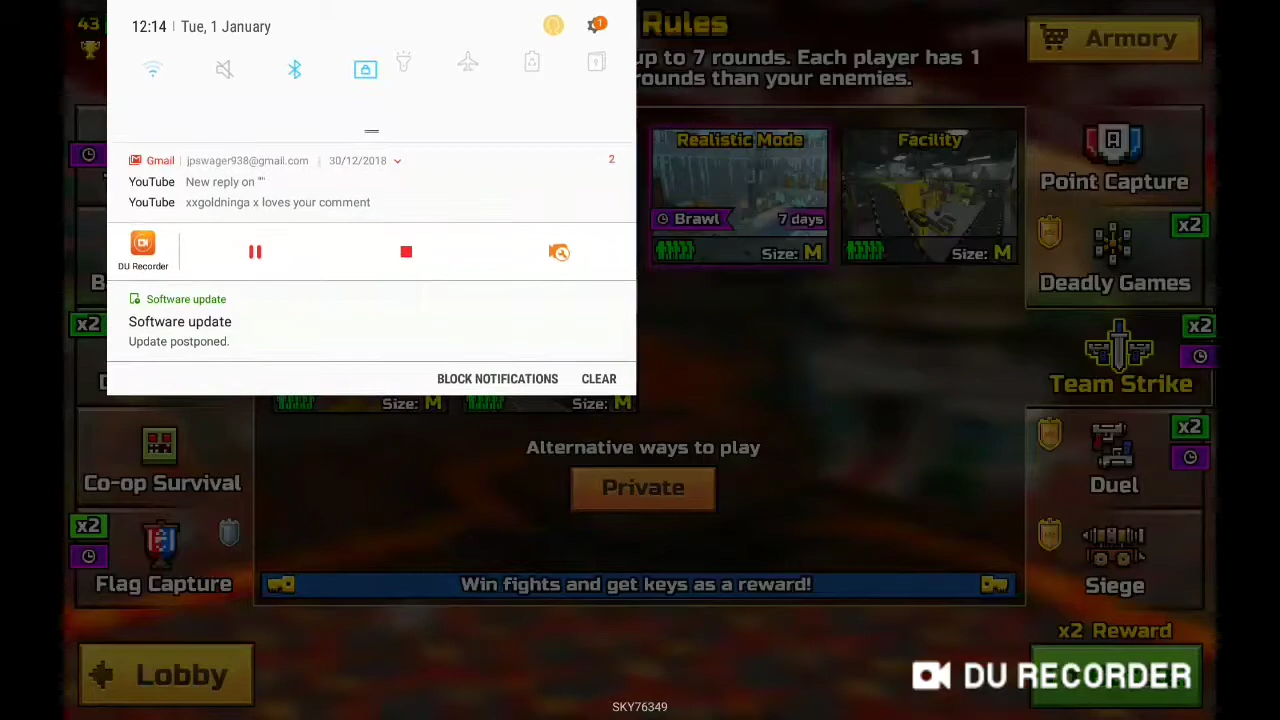 12:14 Tue, 1 January
1
Gmail jpswager938@gmail.com 30/12/2018
2
YouTube New reply on ""
YouTube xxgoldninga x loves your comment
DU Recorder
Software update
Software update
Update postponed.
BLOCK NOTIFICATIONS CLEAR
43
Rules
up to 7 rounds. Each player has 1
rounds than your enemies.
Armory
Realistic Mode
Brawl 7 days
Size: M
Facility
Size: M
Size: M
Size: M
Alternative ways to play
Private
Win fights and get keys as a reward!
x2
Co-op Survival
x2
Flag Capture
Point Capture
x2
Deadly Games
x2
Team Strike
x2
Duel
Siege
x2 Reward
Lobby
DU RECORDER
SKY76349